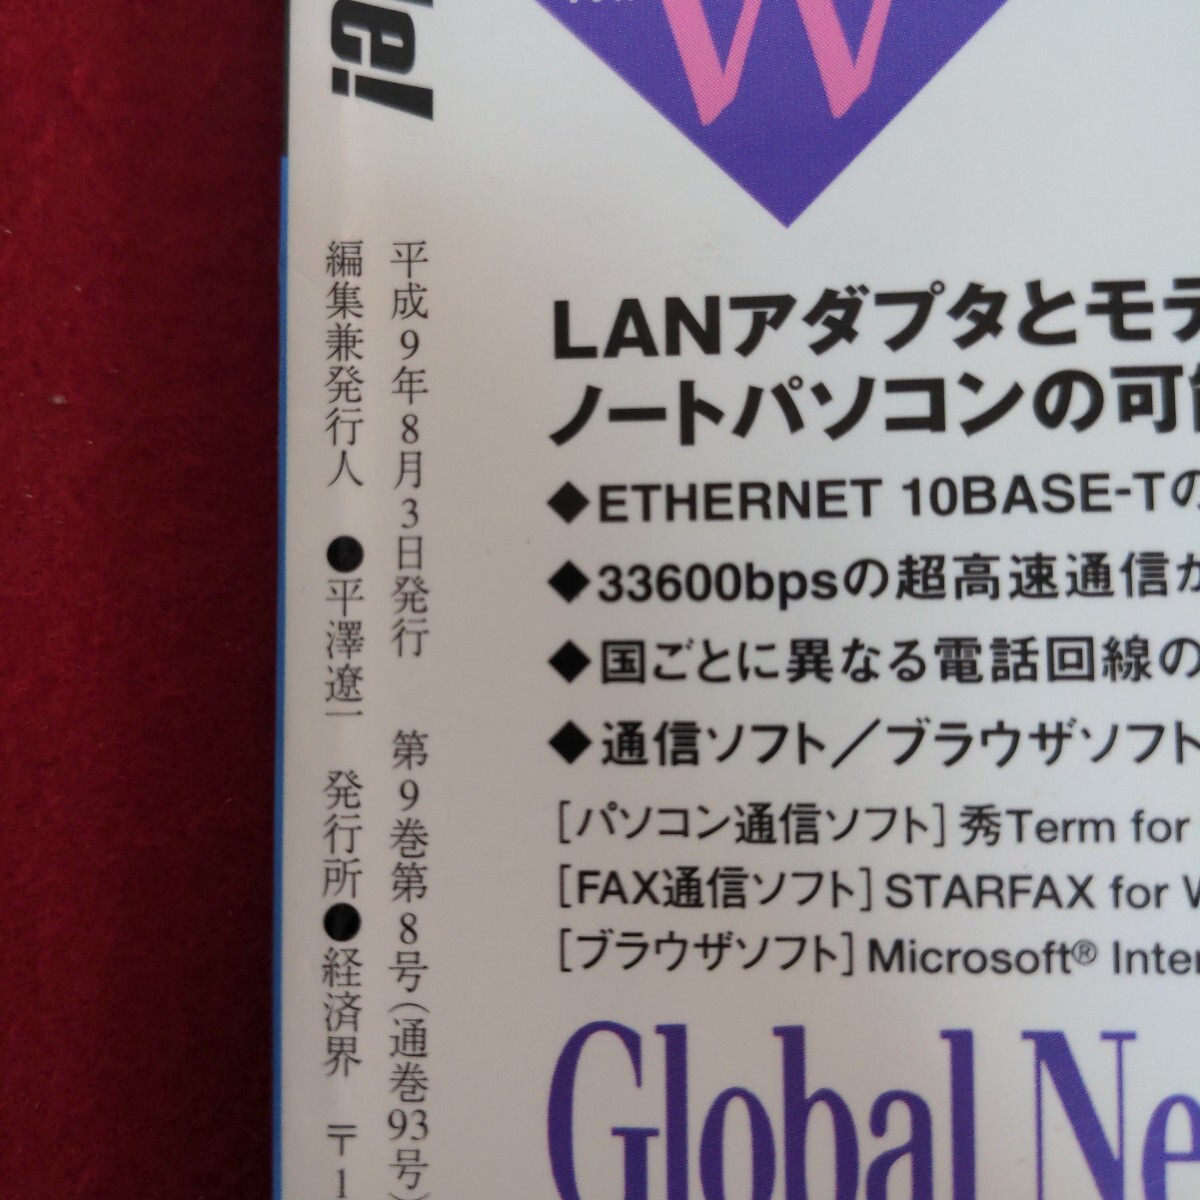 平成9年8月3日発行 第9巻第8号(通巻93号)
編集兼発行人 ●平澤遼一 発行所●経済界 〒1
LANアダプタとモデ
ノートパソコンの可能
◆ETHERNET 10BASE-Tの
◆33600bpsの超高速通信が
◆国ごとに異なる電話回線の
◆通信ソフト／ブラウザソフト
[パソコン通信ソフト]秀Term for
[FAX通信ソフト]STARFAX for W
[ブラウザソフト]Microsoft® Inter
Global Ne